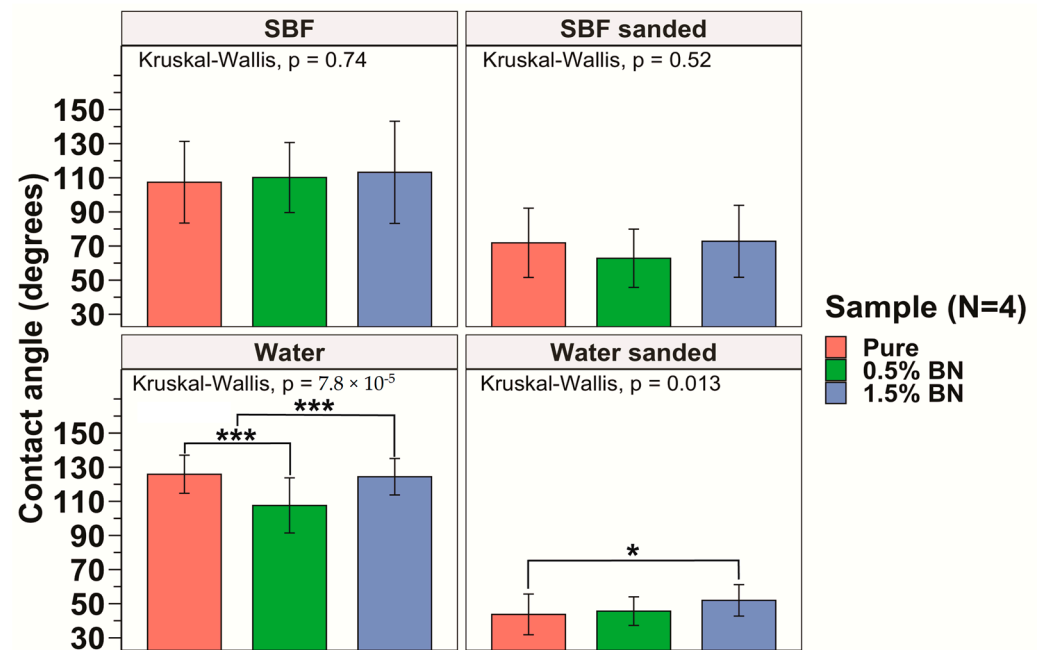 SBF
SBF sanded
Kruskal-Wallis, p = 0.74
Kruskal-Wallis, p = 0.52
150
130
110
90
70
50
30
Contact angle (degrees)
Water
Water sanded
Kruskal-Wallis, p = 7.8 × 10⁻⁵
Kruskal-Wallis, p = 0.013
***
***
*
150
130
110
90
70
50
30
Sample (N=4)
Pure
0.5% BN
1.5% BN